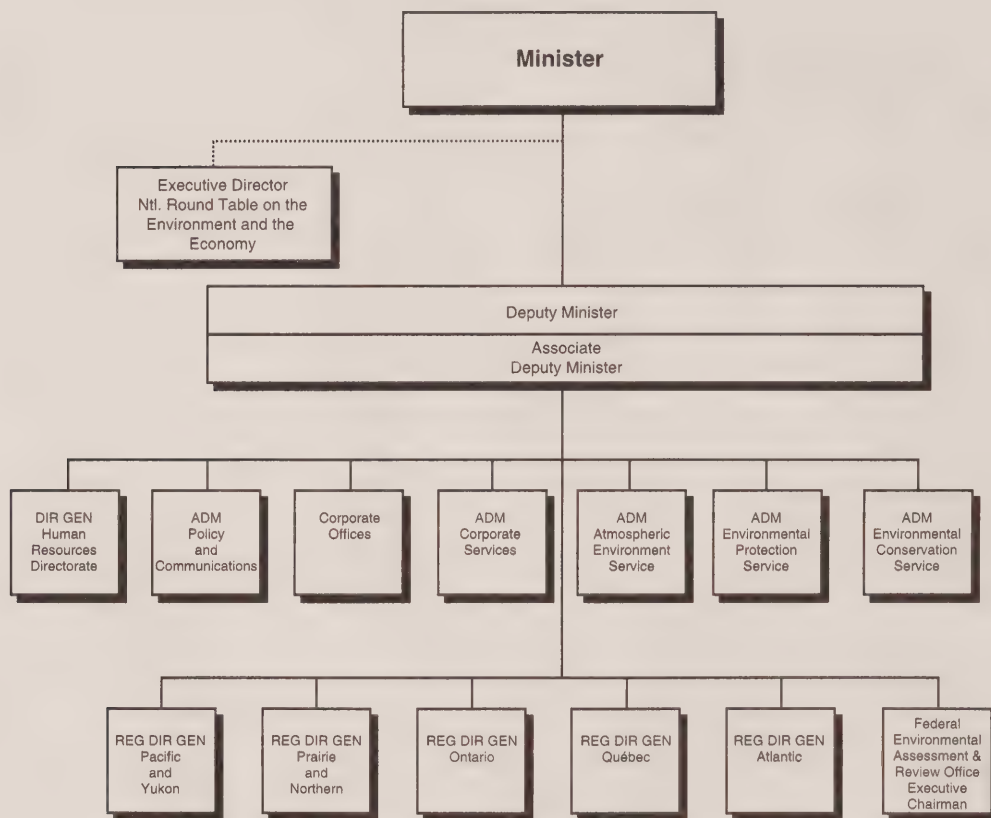 Minister
Executive Director
Ntl. Round Table on the
Environment and the
Economy
Deputy Minister
Associate
Deputy Minister
DIR GEN
Human
Resources
Directorate
ADM
Policy
and
Communications
Corporate
Offices
ADM
Corporate
Services
ADM
Atmospheric
Environment
Service
ADM
Environmental
Protection
Service
ADM
Environmental
Conservation
Service
REG DIR GEN
Pacific
and
Yukon
REG DIR GEN
Prairie
and
Northern
REG DIR GEN
Ontario
REG DIR GEN
Québec
REG DIR GEN
Atlantic
Federal
Environmental
Assessment &
Review Office
Executive
Chairman